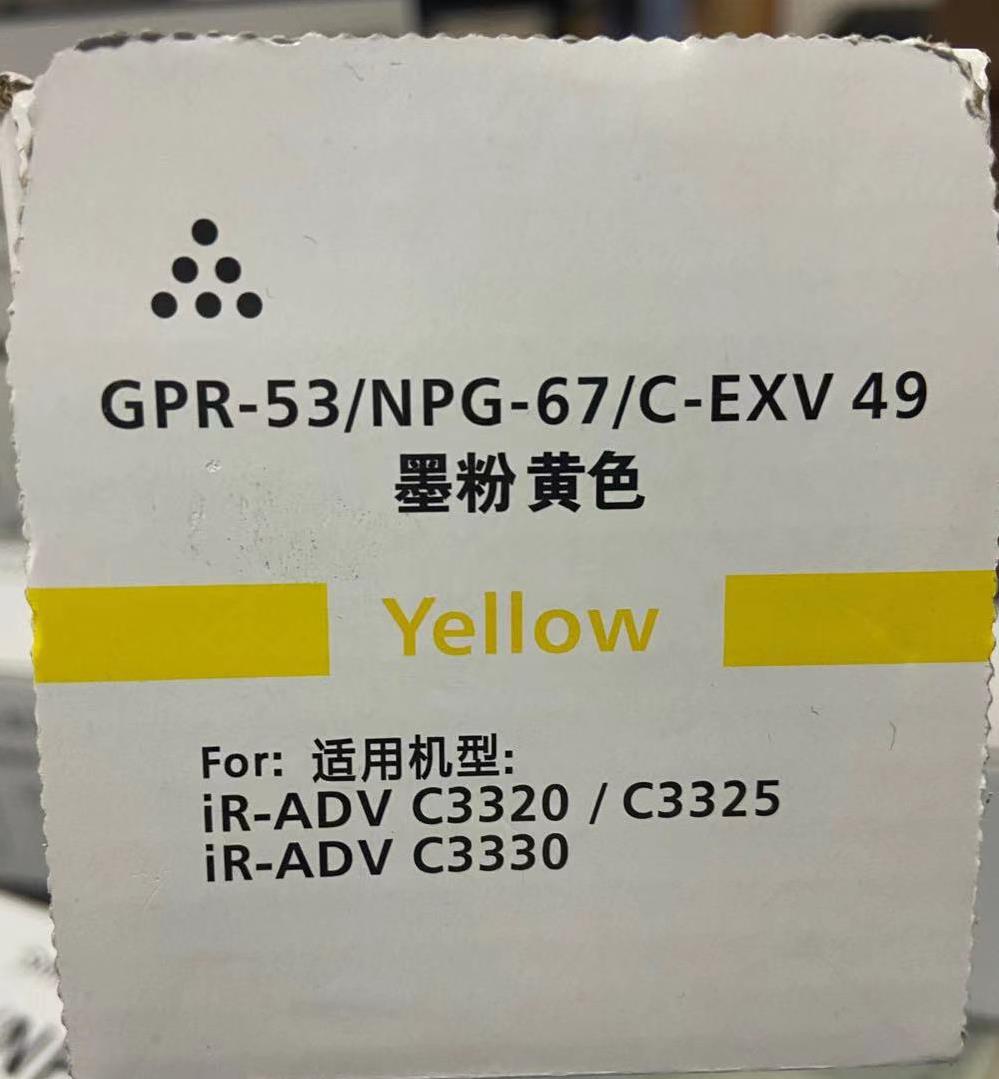 GPR-53/NPG-67/C-EXV 49
墨粉 黄色
Yellow
For: 适用机型:
iR-ADV C3320 / C3325
iR-ADV C3330